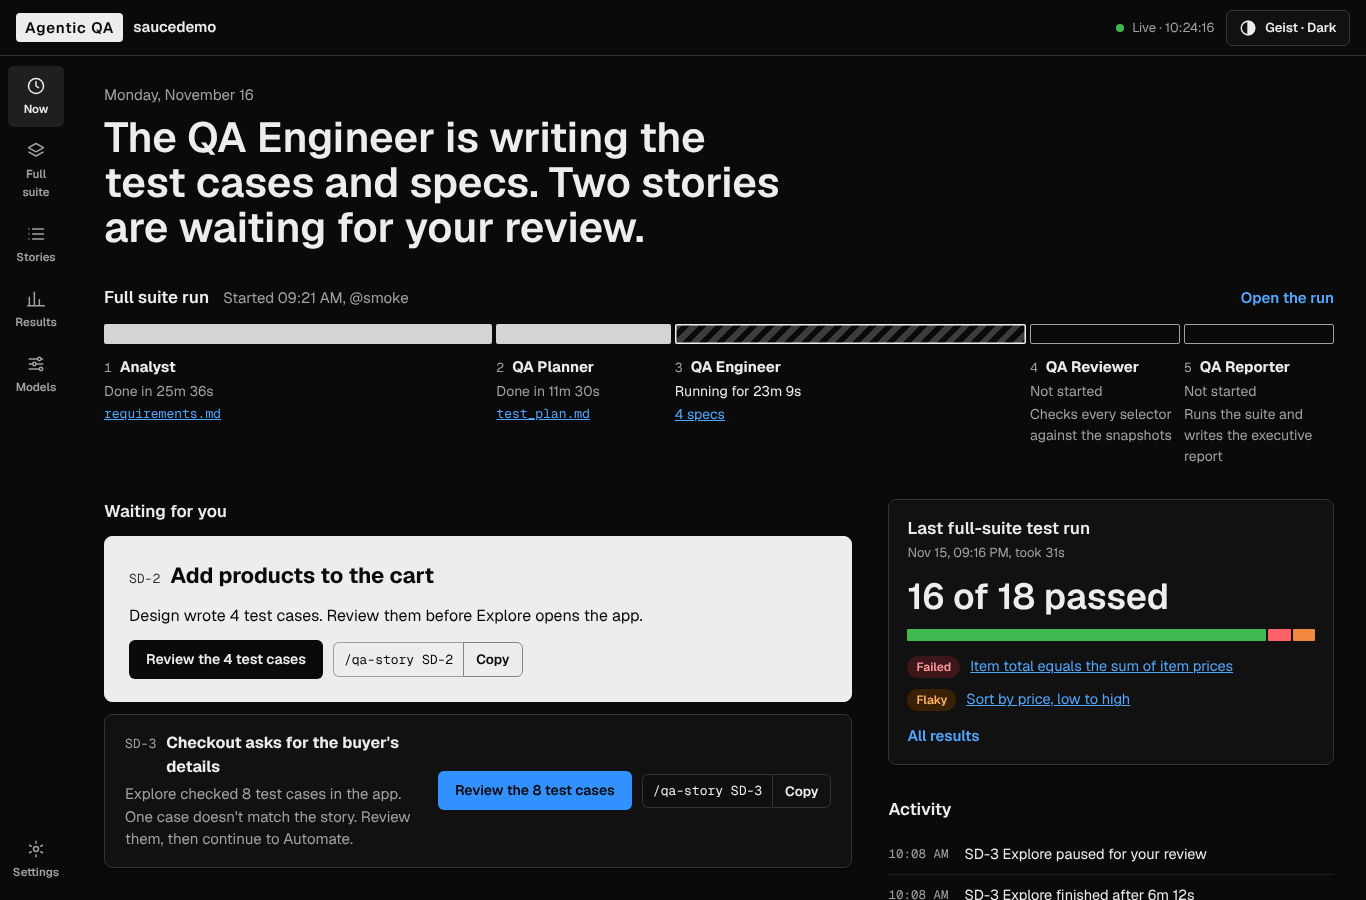 Agentic QA
saucedemo
Live · 10:24:16
Geist · Dark
Now
Full
suite
Stories
Results
Models
Settings
Monday, November 16
The QA Engineer is writing the
test cases and specs. Two stories
are waiting for your review.
Full suite run
Started 09:21 AM, @smoke
Open the run
1 Analyst
Done in 25m 36s
requirements.md
2 QA Planner
Done in 11m 30s
test_plan.md
3 QA Engineer
Running for 23m 9s
4 specs
4 QA Reviewer
Not started
Checks every selector
against the snapshots
5 QA Reporter
Not started
Runs the suite and
writes the executive
report
Waiting for you
SD-2 Add products to the cart
Design wrote 4 test cases. Review them before Explore opens the app.
Review the 4 test cases
/qa-story SD-2
Copy
SD-3 Checkout asks for the buyer's
details
Explore checked 8 test cases in the app.
One case doesn't match the story. Review
them, then continue to Automate.
Review the 8 test cases
/qa-story SD-3
Copy
Last full-suite test run
Nov 15, 09:16 PM, took 31s
16 of 18 passed
Failed Item total equals the sum of item prices
Flaky Sort by price, low to high
All results
Activity
10:08 AM SD-3 Explore paused for your review
10:08 AM SD-3 Explore finished after 6m 12s